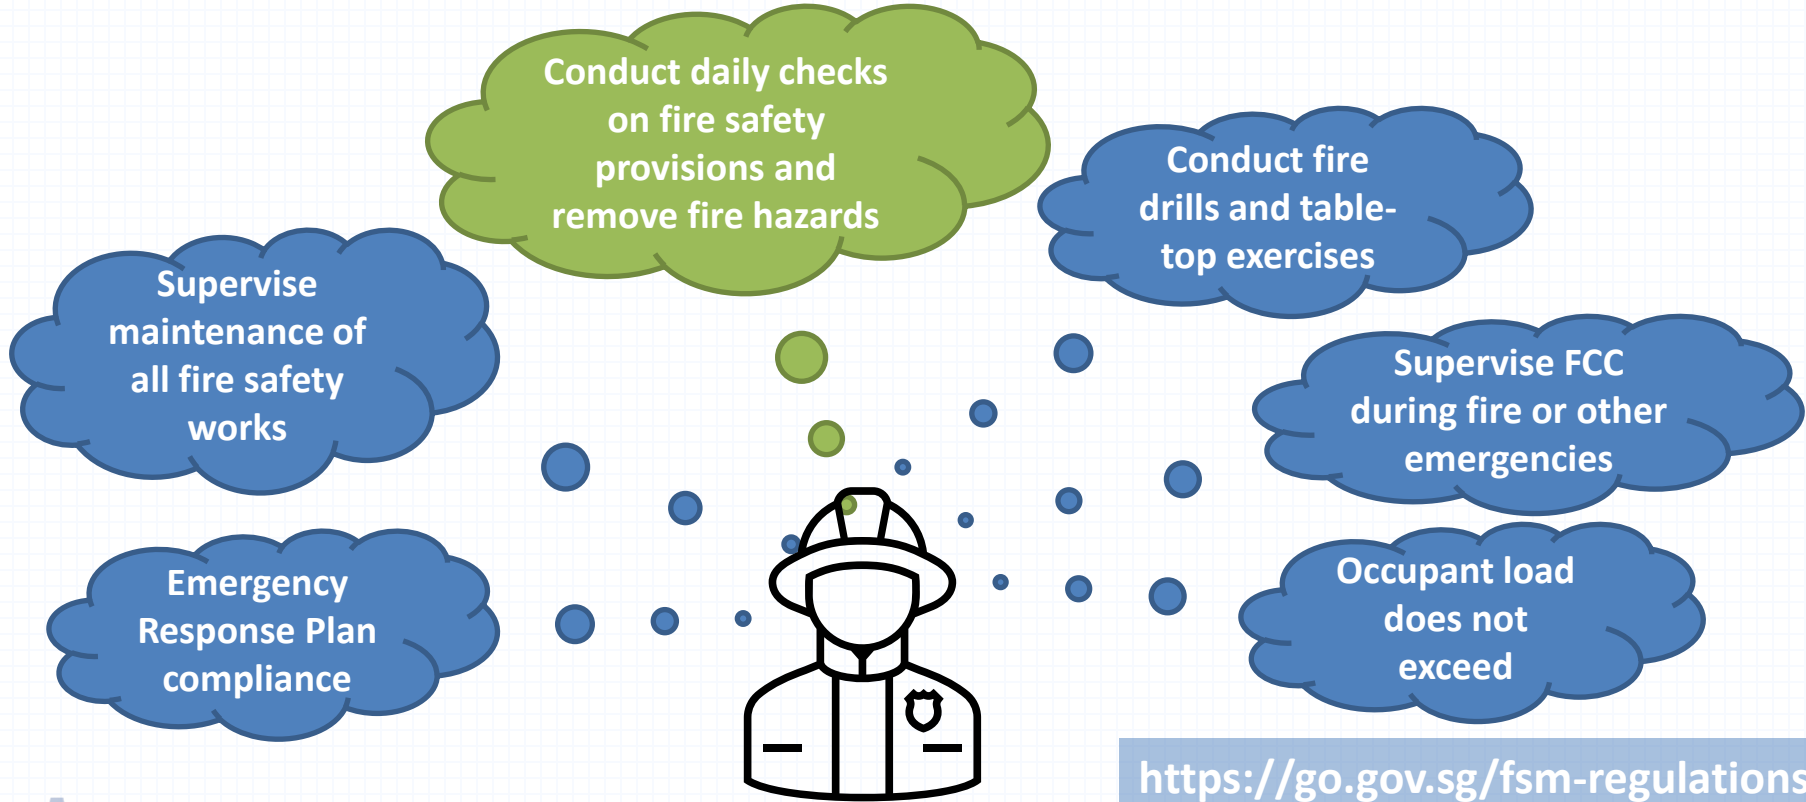 Conduct daily checks
on fire safety
provisions and
remove fire hazards
Conduct fire
drills and table-
top exercises
Supervise
maintenance of
all fire safety
works
Supervise FCC
during fire or other
emergencies
Emergency
Response Plan
compliance
Occupant load
does not
exceed
https://go.gov.sg/fsm-regulations